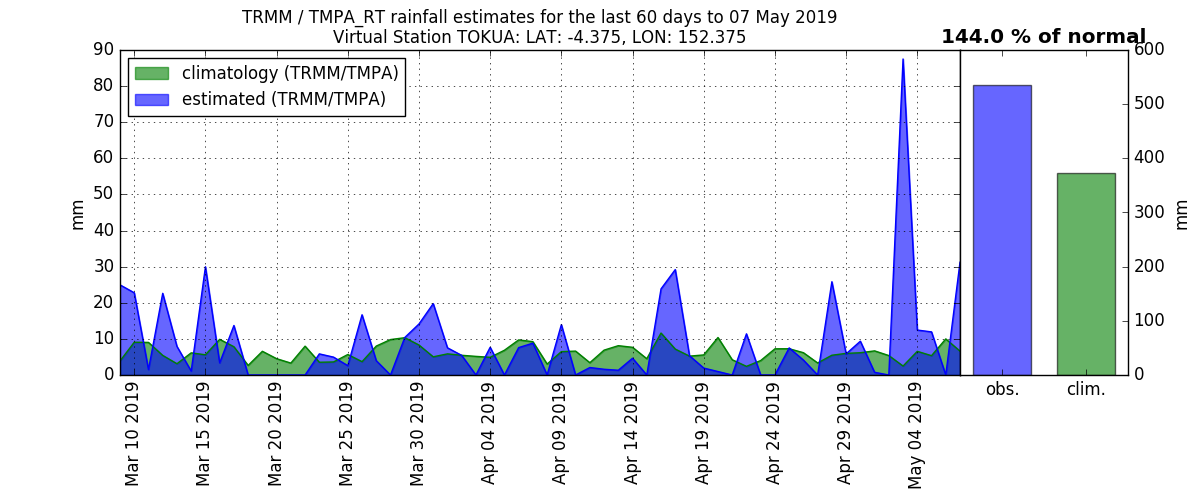 TRMM / TMPA_RT rainfall estimates for the last 60 days to 07 May 2019
Virtual Station TOKUA: LAT: -4.375, LON: 152.375
144.0 % of normal
climatology (TRMM/TMPA)
estimated (TRMM/TMPA)
90
80
70
60
50
40
30
20
10
0
mm
Mar 10 2019
Mar 15 2019
Mar 20 2019
Mar 25 2019
Mar 30 2019
Apr 04 2019
Apr 09 2019
Apr 14 2019
Apr 19 2019
Apr 24 2019
Apr 29 2019
May 04 2019
600
500
400
300
200
100
0
mm
obs.
clim.